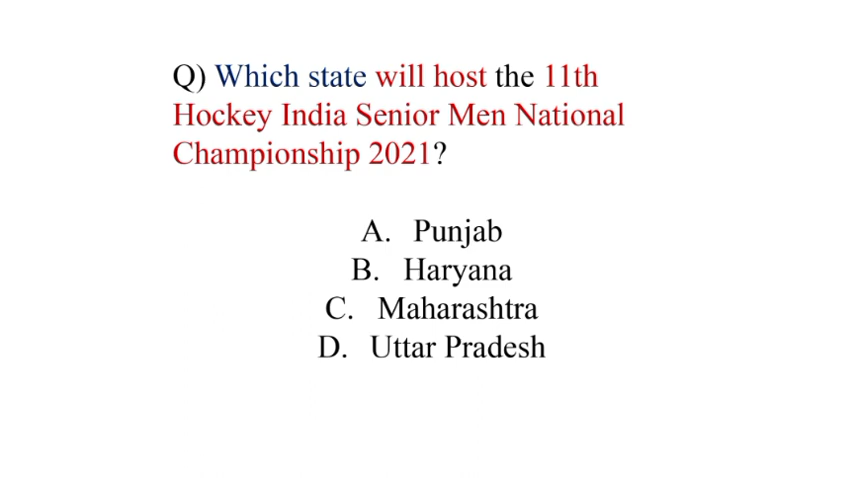 Q) Which state will host the 11th
Hockey India Senior Men National
Championship 2021?
A. Punjab
B. Haryana
C. Maharashtra
D. Uttar Pradesh